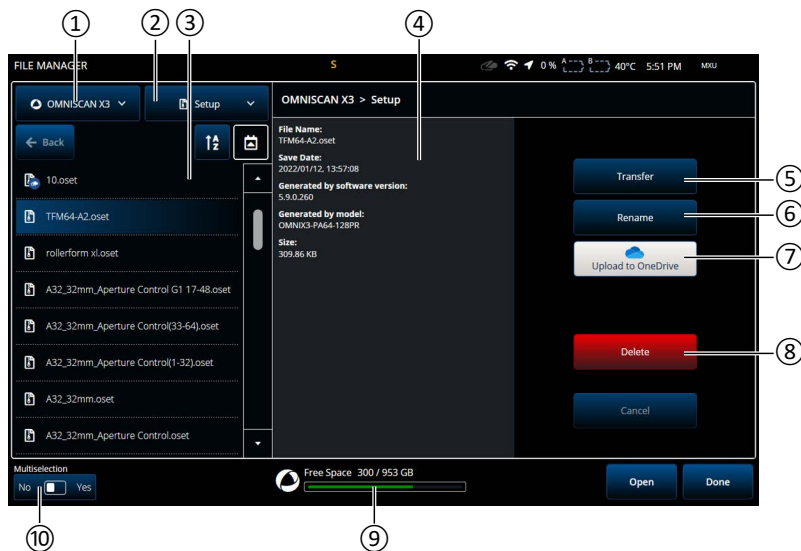 ① ② ③ ④
FILE MANAGER S 0 % A B 40°C 5:51 PM MXU
OMNISCAN X3 Setup OMNISCAN X3 > Setup
Back
File Name:
TFM64-A2.oset
Save Date:
2022/01/12, 13:57:08
Generated by software version:
5.9.0.260
Generated by model:
OMNIX3-PA64-128PR
Size:
309.86 KB
10.oset
TFM64-A2.oset
rollerform xl.oset
A32_32mm_Aperture Control G1 17-48.oset
A32_32mm_Aperture Control(33-64).oset
A32_32mm_Aperture Control(1-32).oset
A32_32mm.oset
A32_32mm_Aperture Control.oset
Transfer ⑤
Rename ⑥
Upload to OneDrive ⑦
Delete ⑧
Cancel
Multiselection
No Yes
Free Space 300 / 953 GB
Open Done
⑩ ⑨